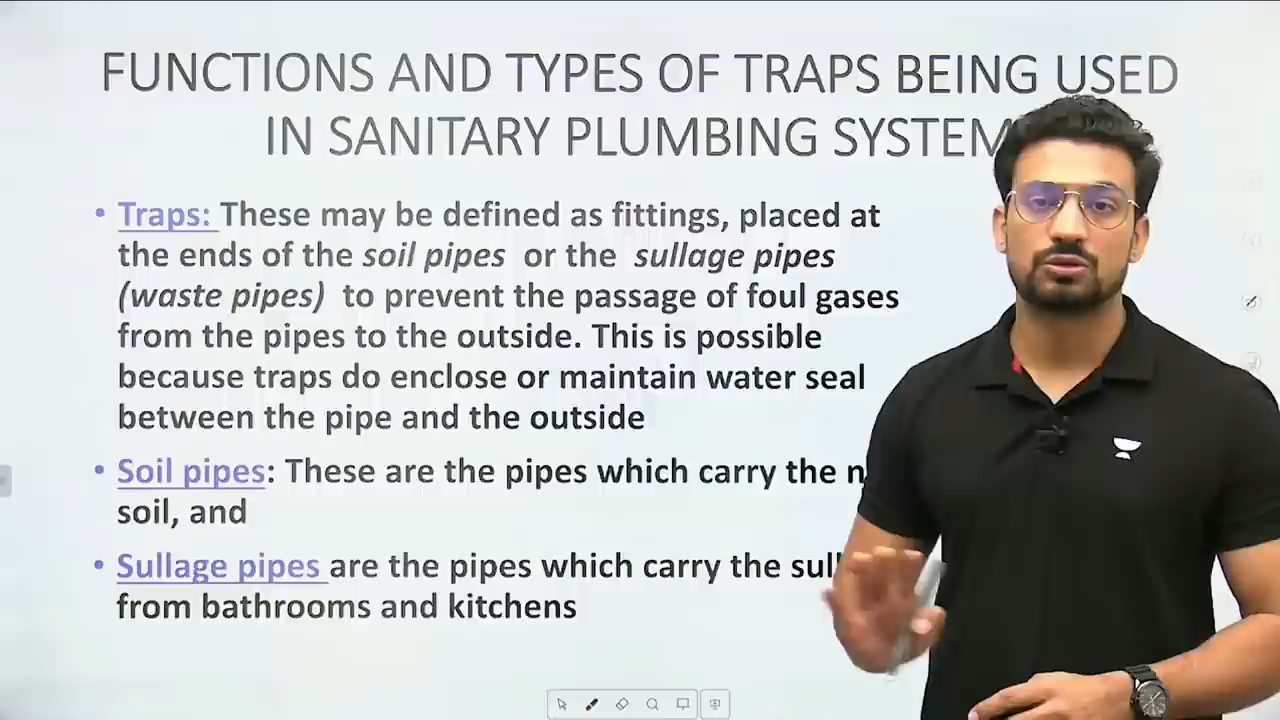 FUNCTIONS AND TYPES OF TRAPS BEING USED
IN SANITARY PLUMBING SYSTEM
• Traps: These may be defined as fittings, placed at
the ends of the soil pipes or the sullage pipes
(waste pipes) to prevent the passage of foul gases
from the pipes to the outside. This is possible
because traps do enclose or maintain water seal
between the pipe and the outside
• Soil pipes: These are the pipes which carry the
soil, and
• Sullage pipes are the pipes which carry the
from bathrooms and kitchens